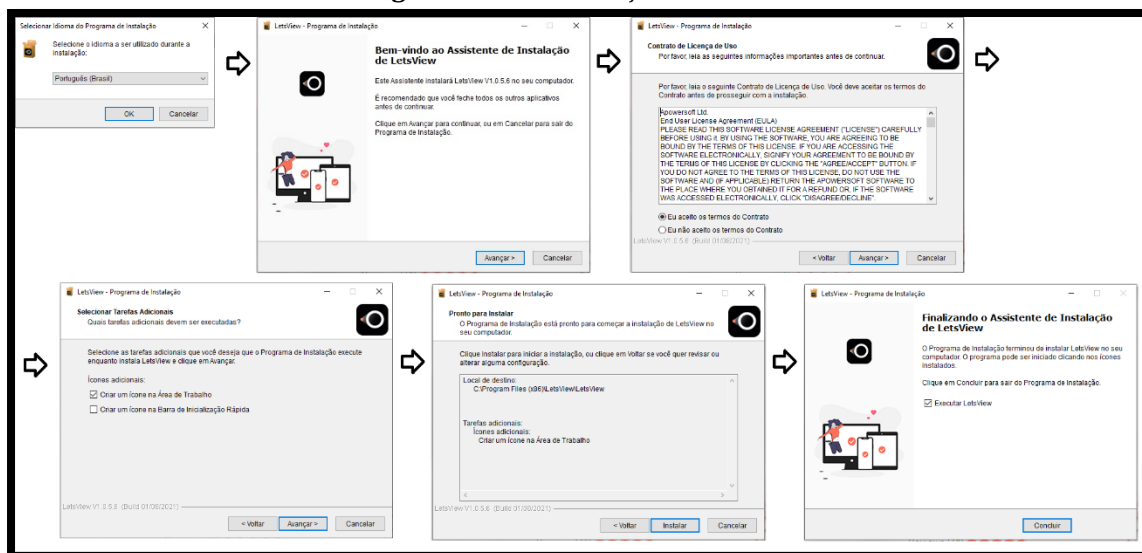 Selecionar Idioma do Programa de Instalação
Selecione o idioma a ser utilizado durante a
instalação:
Português (Brasil)
OK
Cancelar
LetsView - Programa de Instalação
Bem-vindo ao Assistente de Instalação
de LetsView
Este Assistente instalará LetsView V1.0.5.6 no seu computador.
É recomendado que você feche todos os outros aplicativos
antes de continuar.
Clique em Avançar para continuar, ou em Cancelar para sair do
Programa de Instalação.
Avançar >
Cancelar
LetsView - Programa de Instalação
Contrato de Licença de Uso
Por favor, leia as seguintes informações importantes antes de continuar.
Por favor, leia o seguinte Contrato de Licença de Uso. Você deve aceitar os termos do
Contrato antes de prosseguir com a instalação.
Apowersoft Ltd.
End User License Agreement (EULA)
PLEASE READ THIS SOFTWARE LICENSE AGREEMENT ("LICENSE") CAREFULLY
BEFORE USING it. BY USING THE SOFTWARE, YOU ARE AGREEING TO BE
BOUND BY THE TERMS OF THIS LICENSE. IF YOU ARE ACCESSING THE
SOFTWARE ELECTRONICALLY, SIGNIFY YOUR AGREEMENT TO BE BOUND BY
THE TERMS OF THIS LICENSE BY CLICKING THE "AGREE/ACCEPT" BUTTON. IF
YOU DO NOT AGREE TO THE TERMS OF THIS LICENSE, DO NOT USE THE
SOFTWARE AND (IF APPLICABLE) RETURN THE APOWERSOFT SOFTWARE TO
THE PLACE WHERE YOU OBTAINED IT FOR A REFUND OR, IF THE SOFTWARE
WAS ACCESSED ELECTRONICALLY, CLICK "DISAGREE/DECLINE".
Eu aceito os termos do Contrato
Eu não aceito os termos do Contrato
LetsView V1.0.5.6 (Build 01/06/2021)
< Voltar
Avançar >
Cancelar
LetsView - Programa de Instalação
Selecionar Tarefas Adicionais
Quais tarefas adicionais devem ser executadas?
Selecione as tarefas adicionais que você deseja que o Programa de Instalação execute
enquanto instala LetsView e clique em Avançar.
Ícones adicionais:
Criar um ícone na Área de Trabalho
Criar um ícone na Barra de Inicialização Rápida
LetsView V1.0.5.6 (Build 01/06/2021)
< Voltar
Avançar >
Cancelar
LetsView - Programa de Instalação
Pronto para Instalar
O Programa de Instalação está pronto para começar a instalação de LetsView no
seu computador.
Clique Instalar para iniciar a instalação, ou clique em Voltar se você quer revisar ou
alterar alguma configuração.
Local de destino:
C:\Program Files (x86)\LetsView\LetsView
Tarefas adicionais:
Ícones adicionais:
Criar um ícone na Área de Trabalho
LetsView V1.0.5.6 (Build 01/06/2021)
< Voltar
Instalar
Cancelar
LetsView - Programa de Instalação
Finalizando o Assistente de Instalação
de LetsView
O Programa de Instalação terminou de instalar LetsView no seu
computador. O programa pode ser iniciado clicando nos ícones
instalados.
Clique em Concluir para sair do Programa de Instalação.
Executar LetsView
Concluir